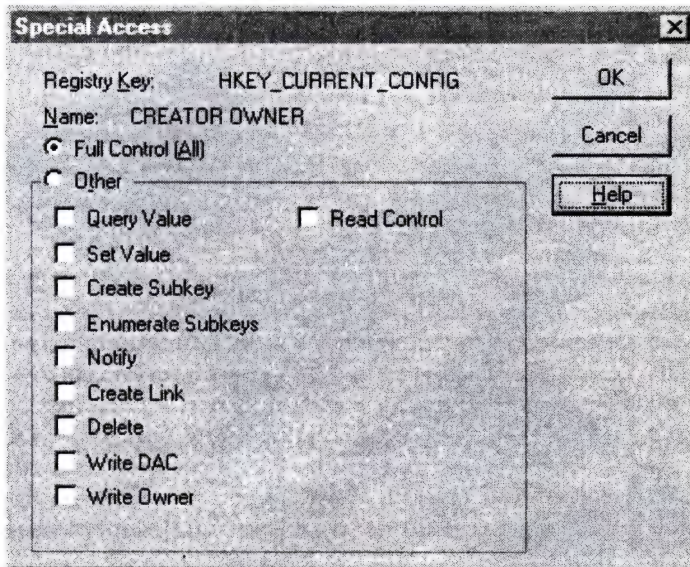 Special Access
Registry Key: HKEY_CURRENT_CONFIG
OK
Name: CREATOR OWNER
Cancel
Full Control (All)
Other
Help
Query Value
Read Control
Set Value
Create Subkey
Enumerate Subkeys
Notify
Create Link
Delete
Write DAC
Write Owner